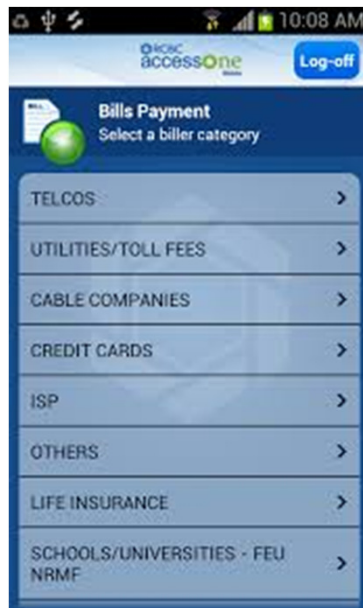 10:08 AM
RCBC
accessone
Log-off
Bills Payment
Select a biller category
TELCOS
UTILITIES/TOLL FEES
CABLE COMPANIES
CREDIT CARDS
ISP
OTHERS
LIFE INSURANCE
SCHOOLS/UNIVERSITIES - FEU
NRMF